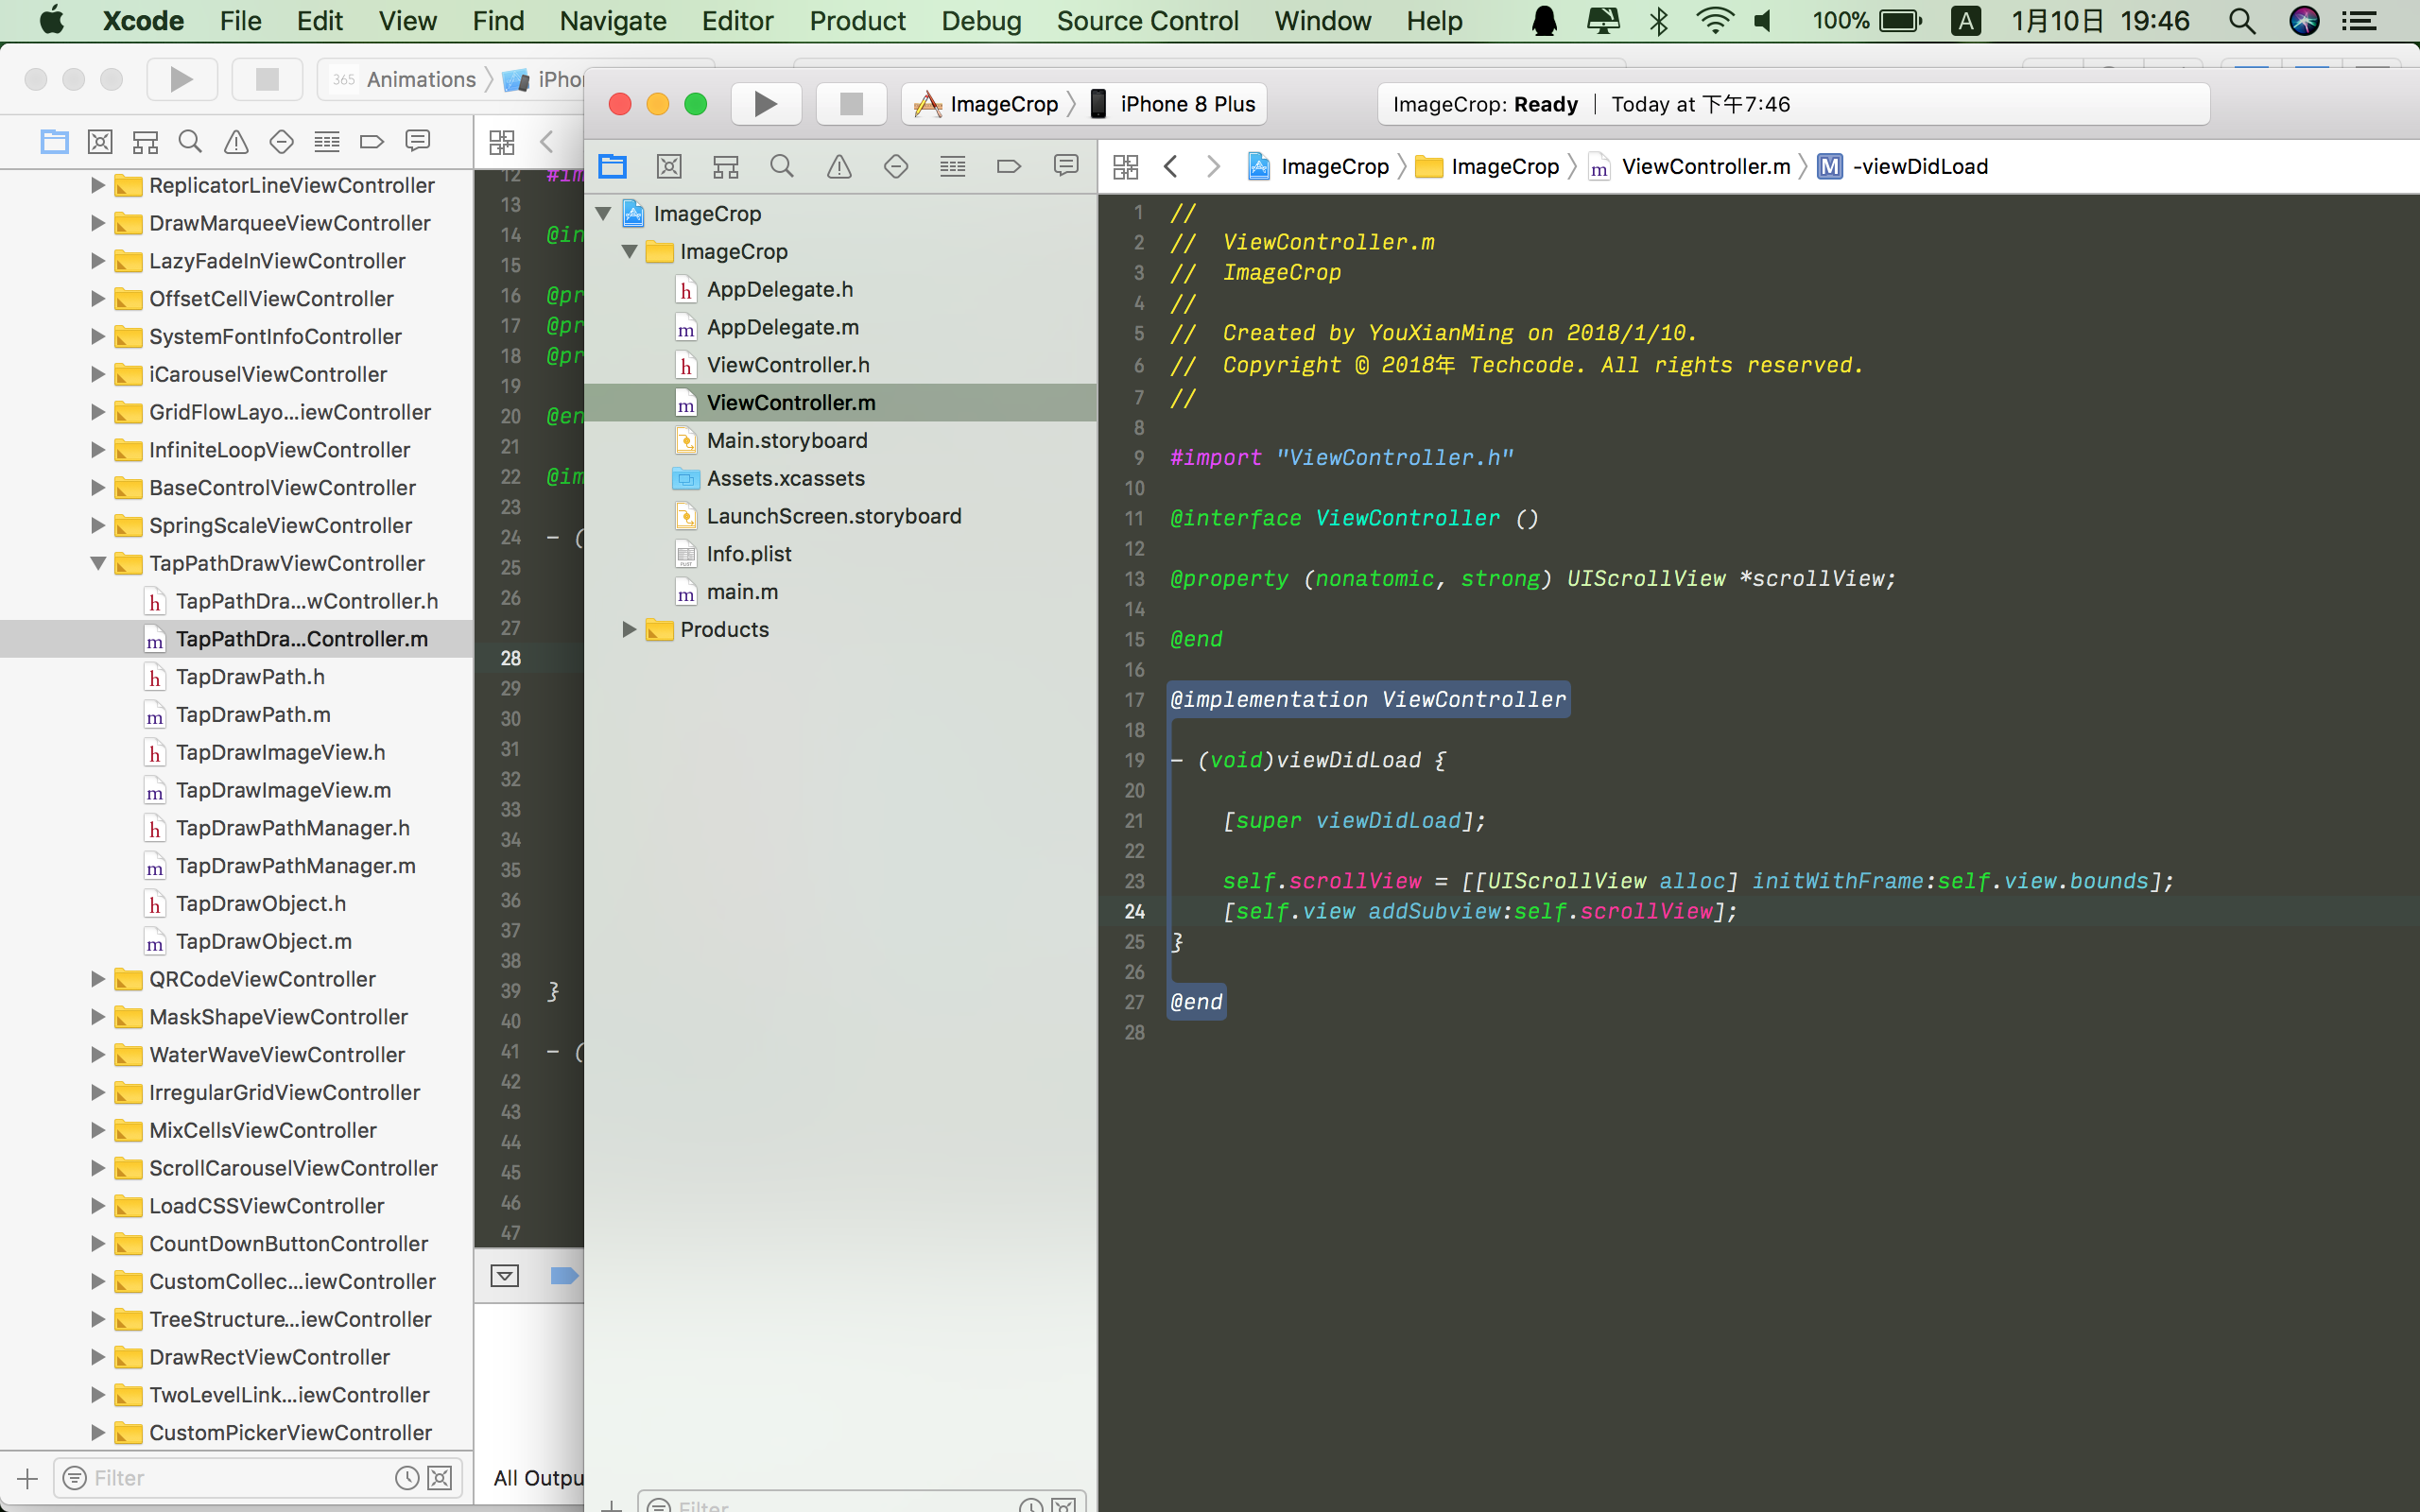 Xcode File Edit View Find Navigate Editor Product Debug Source Control Window Help 100% A 1月10日 19:46
365 Animations
ImageCrop iPhone 8 Plus ImageCrop: Ready Today at 下午7:46
ImageCrop ImageCrop ViewController.m M -viewDidLoad
ReplicatorLineViewController
DrawMarqueeViewController
LazyFadeInViewController
OffsetCellViewController
SystemFontInfoController
iCarouselViewController
GridFlowLayo...iewController
InfiniteLoopViewController
BaseControlViewController
SpringScaleViewController
TapPathDrawViewController
h TapPathDra...wController.h
m TapPathDra...Controller.m
h TapDrawPath.h
m TapDrawPath.m
h TapDrawImageView.h
m TapDrawImageView.m
h TapDrawPathManager.h
m TapDrawPathManager.m
h TapDrawObject.h
m TapDrawObject.m
QRCodeViewController
MaskShapeViewController
WaterWaveViewController
IrregularGridViewController
MixCellsViewController
ScrollCarouselViewController
LoadCSSViewController
CountDownButtonController
CustomCollec...iewController
TreeStructure...iewController
DrawRectViewController
TwoLevelLink...iewController
CustomPickerViewController
Filter
12 #im
13
14 @in
15
16 @pr
17 @pr
18 @pr
19
20 @en
21
22 @im
23
24 - (
25
26
27
28
29
30
31
32
33
34
35
36
37
38
39 }
40
41 - (
42
43
44
45
46
47
All Outpu
ImageCrop
ImageCrop
h AppDelegate.h
m AppDelegate.m
h ViewController.h
m ViewController.m
Main.storyboard
Assets.xcassets
LaunchScreen.storyboard
Info.plist
m main.m
Products
Filter
1 //
2 //  ViewController.m
3 //  ImageCrop
4 //
5 //  Created by YouXianMing on 2018/1/10.
6 //  Copyright © 2018年 Techcode. All rights reserved.
7 //
8
9 #import "ViewController.h"
10
11 @interface ViewController ()
12
13 @property (nonatomic, strong) UIScrollView *scrollView;
14
15 @end
16
17 @implementation ViewController
18
19 - (void)viewDidLoad {
20
21     [super viewDidLoad];
22
23     self.scrollView = [[UIScrollView alloc] initWithFrame:self.view.bounds];
24     [self.view addSubview:self.scrollView];
25 }
26
27 @end
28